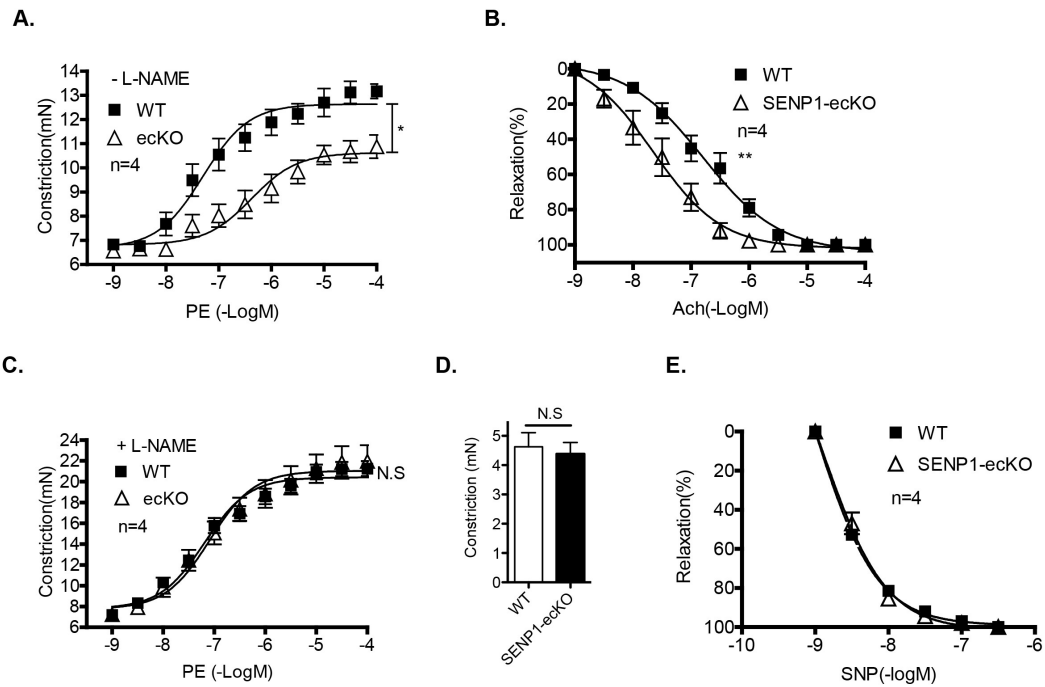 A.
- L-NAME
WT
ecKO
n=4
14
13
12
11
10
9
8
7
6
Constriction(mN)
*
-9 -8 -7 -6 -5 -4
PE (-LogM)
B.
WT
SENP1-ecKO
n=4
**
0
20
40
60
80
100
Relaxation(%)
-9 -8 -7 -6 -5 -4
Ach(-LogM)
C.
+ L-NAME
WT
ecKO
n=4
24
22
20
18
16
14
12
10
8
6
Constriction(mN)
N.S
-9 -8 -7 -6 -5 -4
PE (-LogM)
D.
N.S
5
4
3
2
1
0
Constriction (mN)
WT
SENP1-ecKO
E.
WT
SENP1-ecKO
n=4
0
20
40
60
80
100
Relaxation(%)
-10 -9 -8 -7 -6
SNP(-logM)